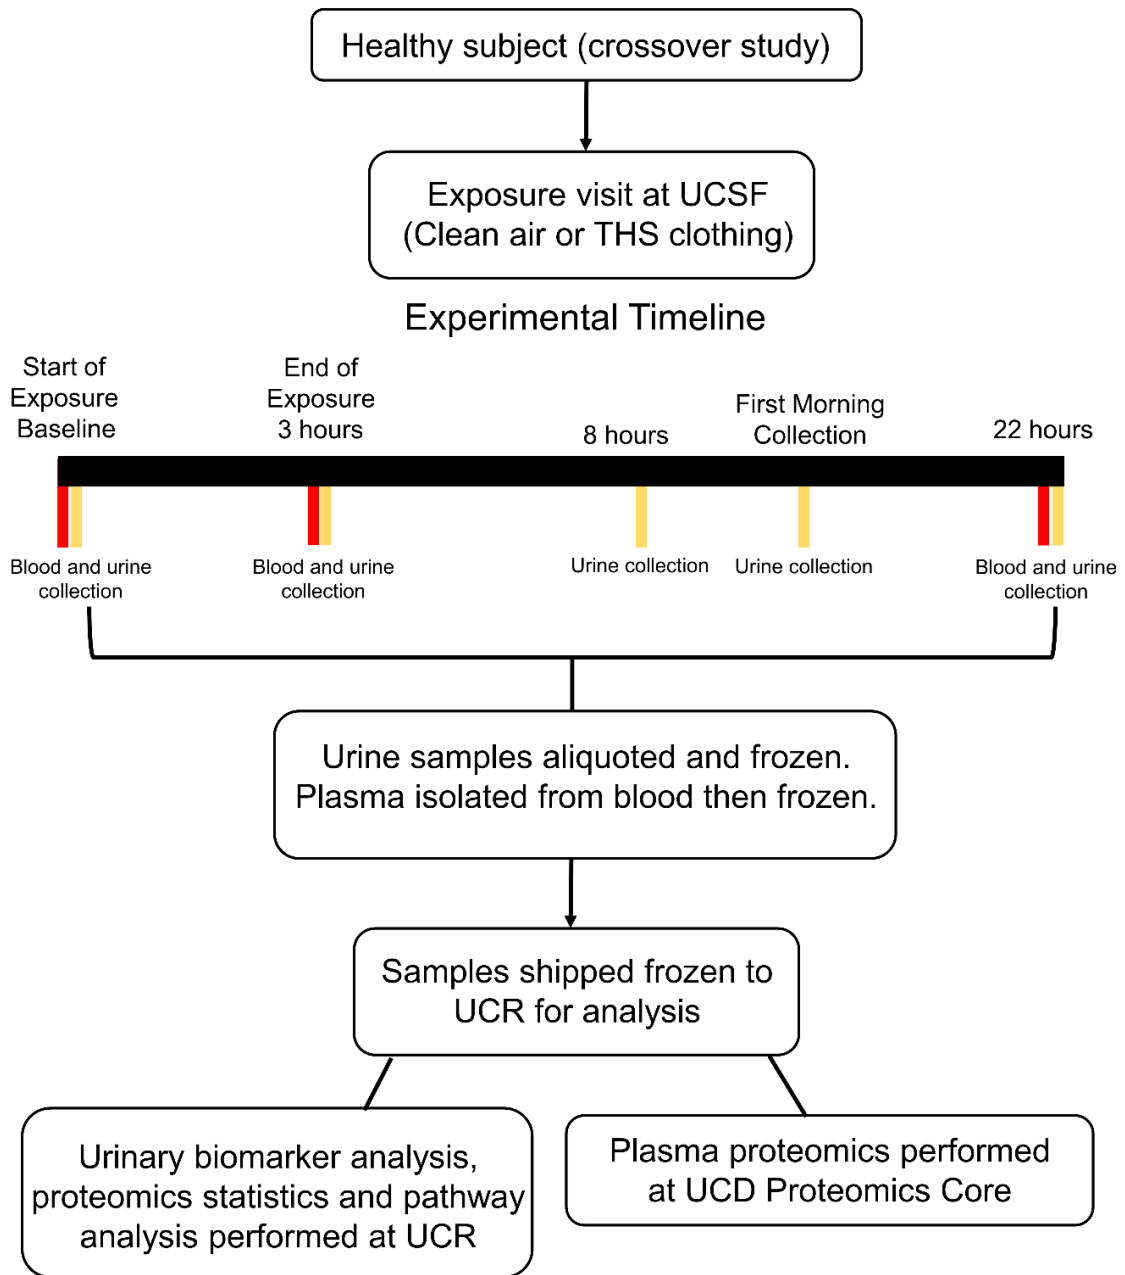 Healthy subject (crossover study)
Exposure visit at UCSF
(Clean air or THS clothing)
Experimental Timeline
Start of
Exposure
Baseline
End of
Exposure
3 hours
8 hours
First Morning
Collection
22 hours
Blood and urine
collection
Blood and urine
collection
Urine collection
Urine collection
Blood and urine
collection
Urine samples aliquoted and frozen.
Plasma isolated from blood then frozen.
Samples shipped frozen to
UCR for analysis
Urinary biomarker analysis,
proteomics statistics and pathway
analysis performed at UCR
Plasma proteomics performed
at UCD Proteomics Core